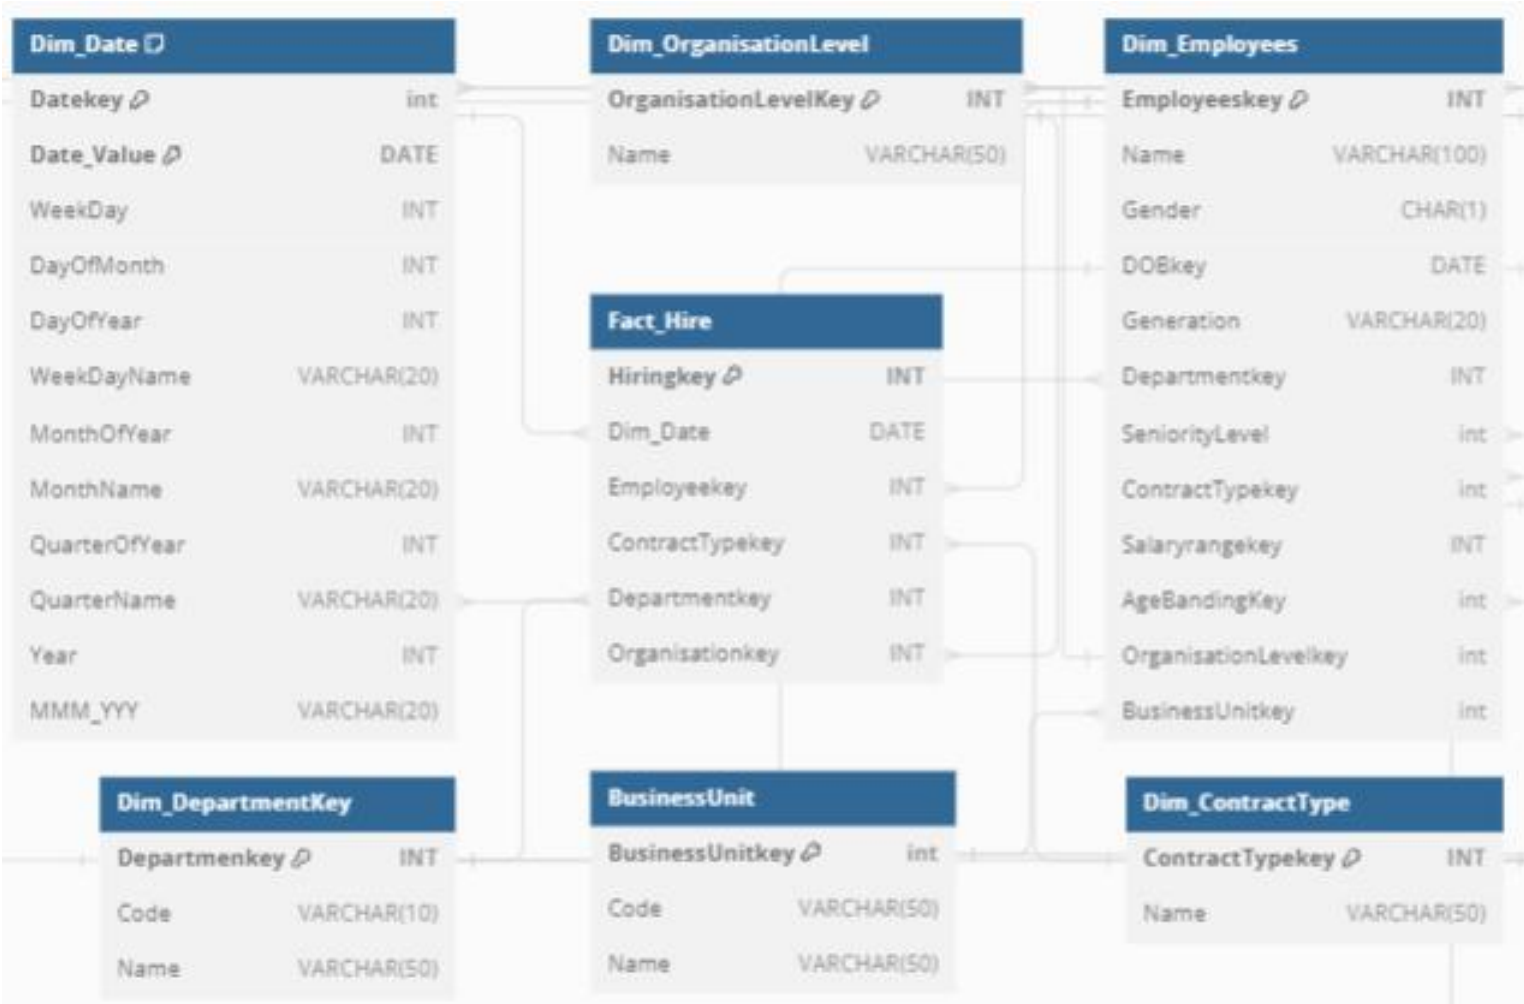 Dim_Date
Datekey int
Date_Value DATE
WeekDay INT
DayOfMonth INT
DayOfYear INT
WeekDayName VARCHAR(20)
MonthOfYear INT
MonthName VARCHAR(20)
QuarterOfYear INT
QuarterName VARCHAR(20)
Year INT
MMM_YYY VARCHAR(20)
Dim_OrganisationLevel
OrganisationLevelKey INT
Name VARCHAR(50)
Dim_Employees
Employeeskey INT
Name VARCHAR(100)
Gender CHAR(1)
DOBkey DATE
Generation VARCHAR(20)
Departmentkey INT
SeniorityLevel int
ContractTypekey int
Salaryrangekey INT
AgeBandingKey int
OrganisationLevelkey int
BusinessUnitkey int
Fact_Hire
Hiringkey INT
Dim_Date DATE
Employeekey INT
ContractTypekey INT
Departmentkey INT
Organisationkey INT
Dim_DepartmentKey
Departmenkey INT
Code VARCHAR(10)
Name VARCHAR(50)
BusinessUnit
BusinessUnitkey int
Code VARCHAR(50)
Name VARCHAR(50)
Dim_ContractType
ContractTypekey INT
Name VARCHAR(50)